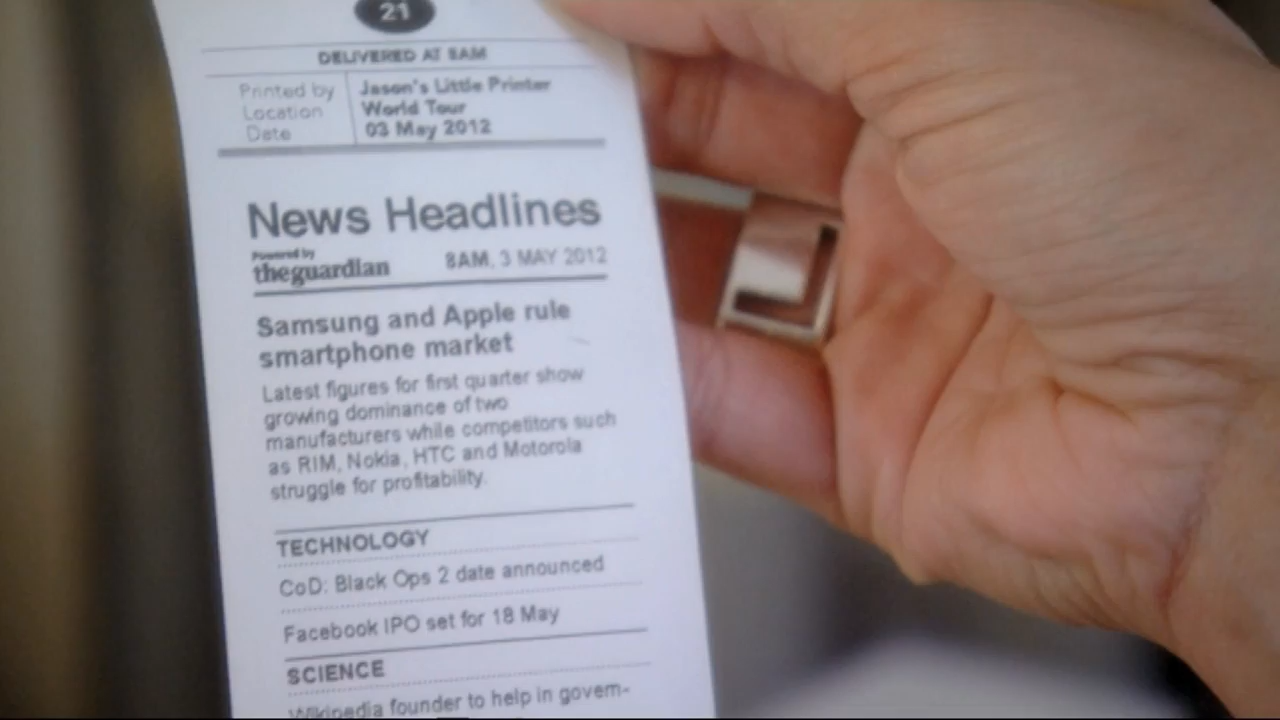 21
DELIVERED AT 8AM
Printed by Jason's Little Printer
Location World Tour
Date 03 May 2012
News Headlines
Powered by
theguardian 8AM, 3 MAY 2012
Samsung and Apple rule
smartphone market
Latest figures for first quarter show
growing dominance of two
manufacturers while competitors such
as RIM, Nokia, HTC and Motorola
struggle for profitability.
TECHNOLOGY
CoD: Black Ops 2 date announced
Facebook IPO set for 18 May
SCIENCE
Wikipedia founder to help in govern-